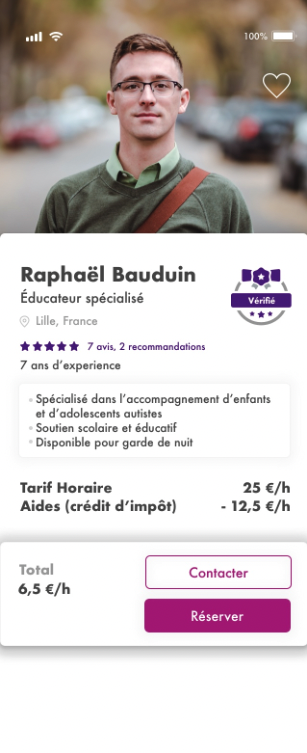 100%
Raphaël Bauduin
Éducateur spécialisé
Lille, France
Vérifié
7 avis, 2 recommandations
7 ans d’experience
Spécialisé dans l’accompagnement d’enfants
et d’adolescents autistes
Soutien scolaire et éducatif
Disponible pour garde de nuit
Tarif Horaire 25 €/h
Aides (crédit d’impôt) - 12,5 €/h
Total
6,5 €/h
Contacter
Réserver